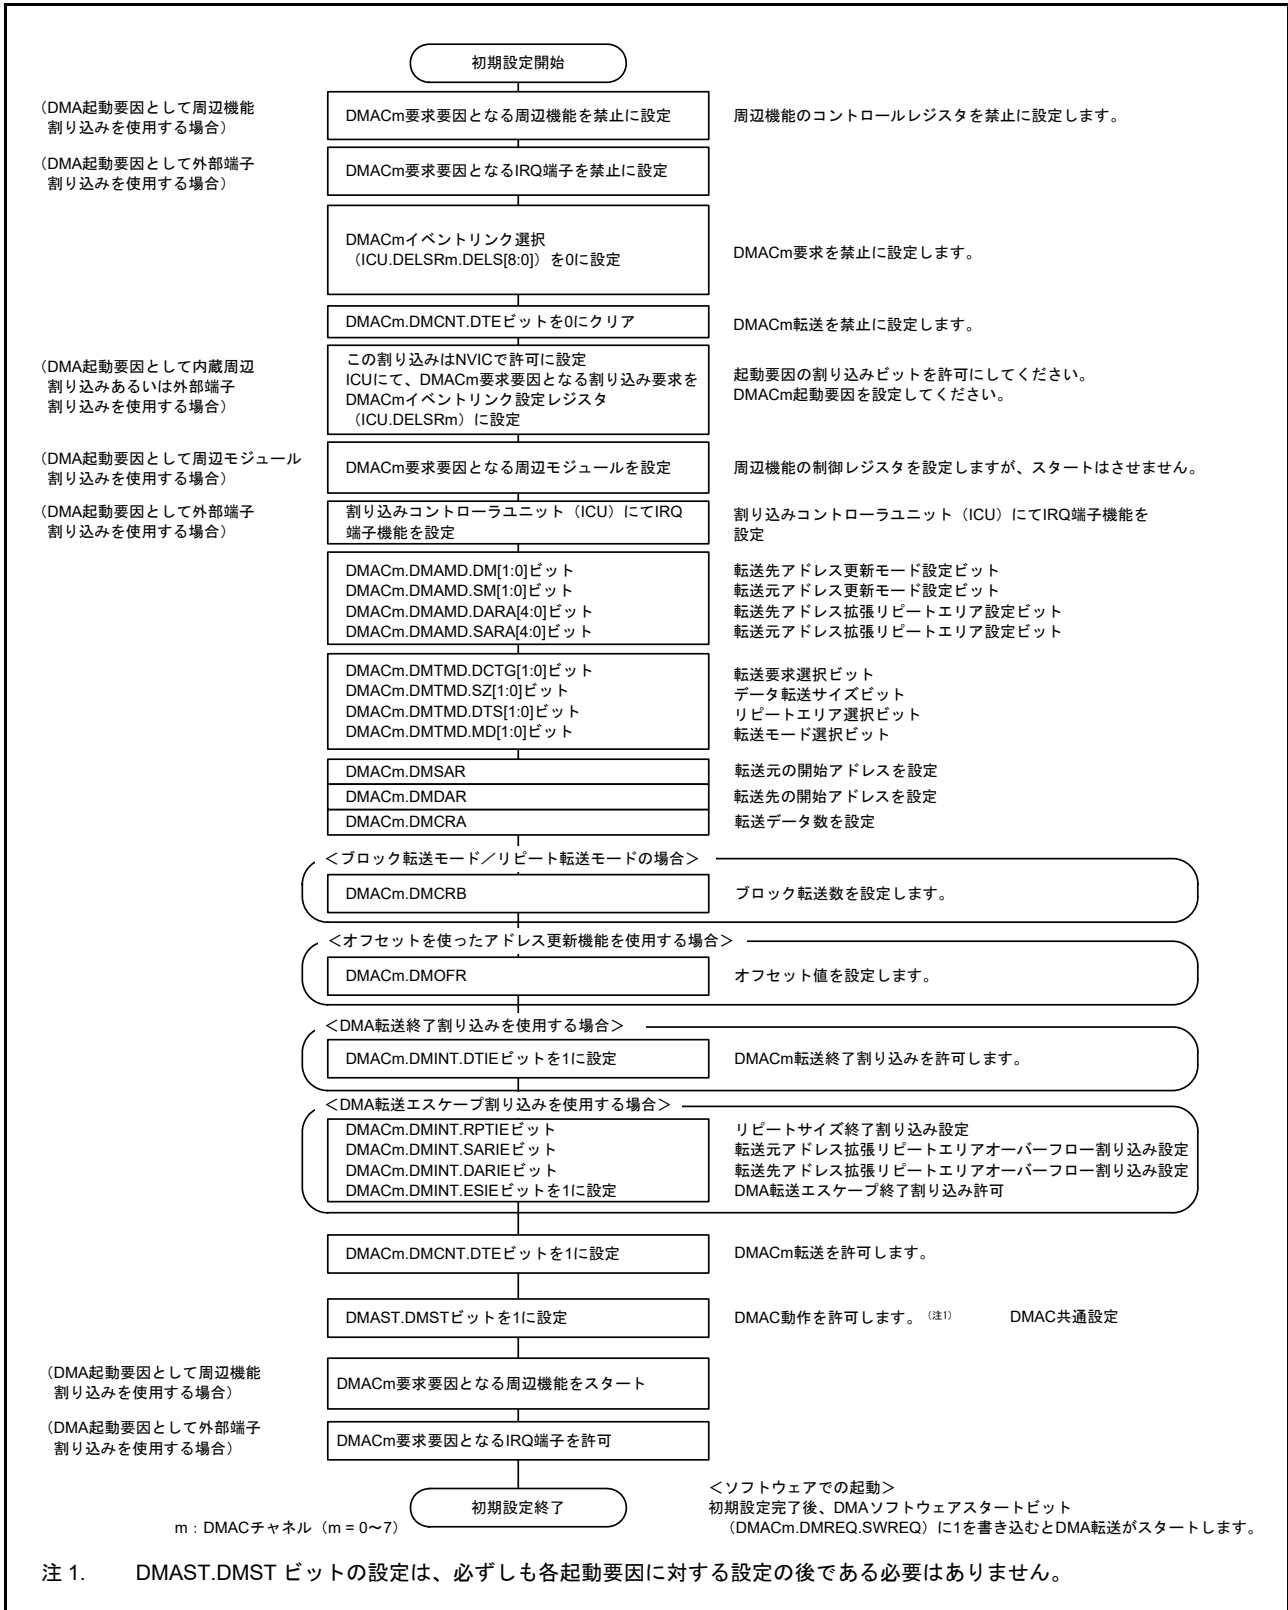 初期設定開始
（DMA起動要因として周辺機能
割り込みを使用する場合）
DMACm要求要因となる周辺機能を禁止に設定
周辺機能のコントロールレジスタを禁止に設定します。
（DMA起動要因として外部端子
割り込みを使用する場合）
DMACm要求要因となるIRQ端子を禁止に設定
DMACmイベントリンク選択
（ICU.DELSRm.DELS[8:0]）を0に設定
DMACm要求を禁止に設定します。
DMACm.DMCNT.DTEビットを0にクリア
DMACm転送を禁止に設定します。
（DMA起動要因として内蔵周辺
割り込みあるいは外部端子
割り込みを使用する場合）
この割り込みはNVICで許可に設定
ICUにて、DMACm要求要因となる割り込み要求を
DMACmイベントリンク設定レジスタ
（ICU.DELSRm）に設定
起動要因の割り込みビットを許可にしてください。
DMACm起動要因を設定してください。
（DMA起動要因として周辺モジュール
割り込みを使用する場合）
DMACm要求要因となる周辺モジュールを設定
周辺機能の制御レジスタを設定しますが、スタートはさせません。
（DMA起動要因として外部端子
割り込みを使用する場合）
割り込みコントローラユニット（ICU）にてIRQ
端子機能を設定
割り込みコントローラユニット（ICU）にてIRQ端子機能を
設定
DMACm.DMAMD.DM[1:0]ビット
転送先アドレス更新モード設定ビット
DMACm.DMAMD.SM[1:0]ビット
転送元アドレス更新モード設定ビット
DMACm.DMAMD.DARA[4:0]ビット
転送先アドレス拡張リピートエリア設定ビット
DMACm.DMAMD.SARA[4:0]ビット
転送元アドレス拡張リピートエリア設定ビット
DMACm.DMTMD.DCTG[1:0]ビット
転送要求選択ビット
DMACm.DMTMD.SZ[1:0]ビット
データ転送サイズビット
DMACm.DMTMD.DTS[1:0]ビット
リピートエリア選択ビット
DMACm.DMTMD.MD[1:0]ビット
転送モード選択ビット
DMACm.DMSAR
転送元の開始アドレスを設定
DMACm.DMDAR
転送先の開始アドレスを設定
DMACm.DMCRA
転送データ数を設定
＜ブロック転送モード／リピート転送モードの場合＞
DMACm.DMCRB
ブロック転送数を設定します。
＜オフセットを使ったアドレス更新機能を使用する場合＞
DMACm.DMOFR
オフセット値を設定します。
＜DMA転送終了割り込みを使用する場合＞
DMACm.DMINT.DTIEビットを1に設定
DMACm転送終了割り込みを許可します。
＜DMA転送エスケープ割り込みを使用する場合＞
DMACm.DMINT.RPTIEビット
リピートサイズ終了割り込み設定
DMACm.DMINT.SARIEビット
転送元アドレス拡張リピートエリアオーバーフロー割り込み設定
DMACm.DMINT.DARIEビット
転送先アドレス拡張リピートエリアオーバーフロー割り込み設定
DMACm.DMINT.ESIEビットを1に設定
DMA転送エスケープ終了割り込み許可
DMACm.DMCNT.DTEビットを1に設定
DMACm転送を許可します。
DMAST.DMSTビットを1に設定
DMAC動作を許可します。（注1） DMAC共通設定
（DMA起動要因として周辺機能
割り込みを使用する場合）
DMACm要求要因となる周辺機能をスタート
（DMA起動要因として外部端子
割り込みを使用する場合）
DMACm要求要因となるIRQ端子を許可
初期設定終了
＜ソフトウェアでの起動＞
初期設定完了後、DMAソフトウェアスタートビット
（DMACm.DMREQ.SWREQ）に1を書き込むとDMA転送がスタートします。
m：DMACチャネル（m = 0～7）
注 1. DMAST.DMST ビットの設定は、必ずしも各起動要因に対する設定の後である必要はありません。